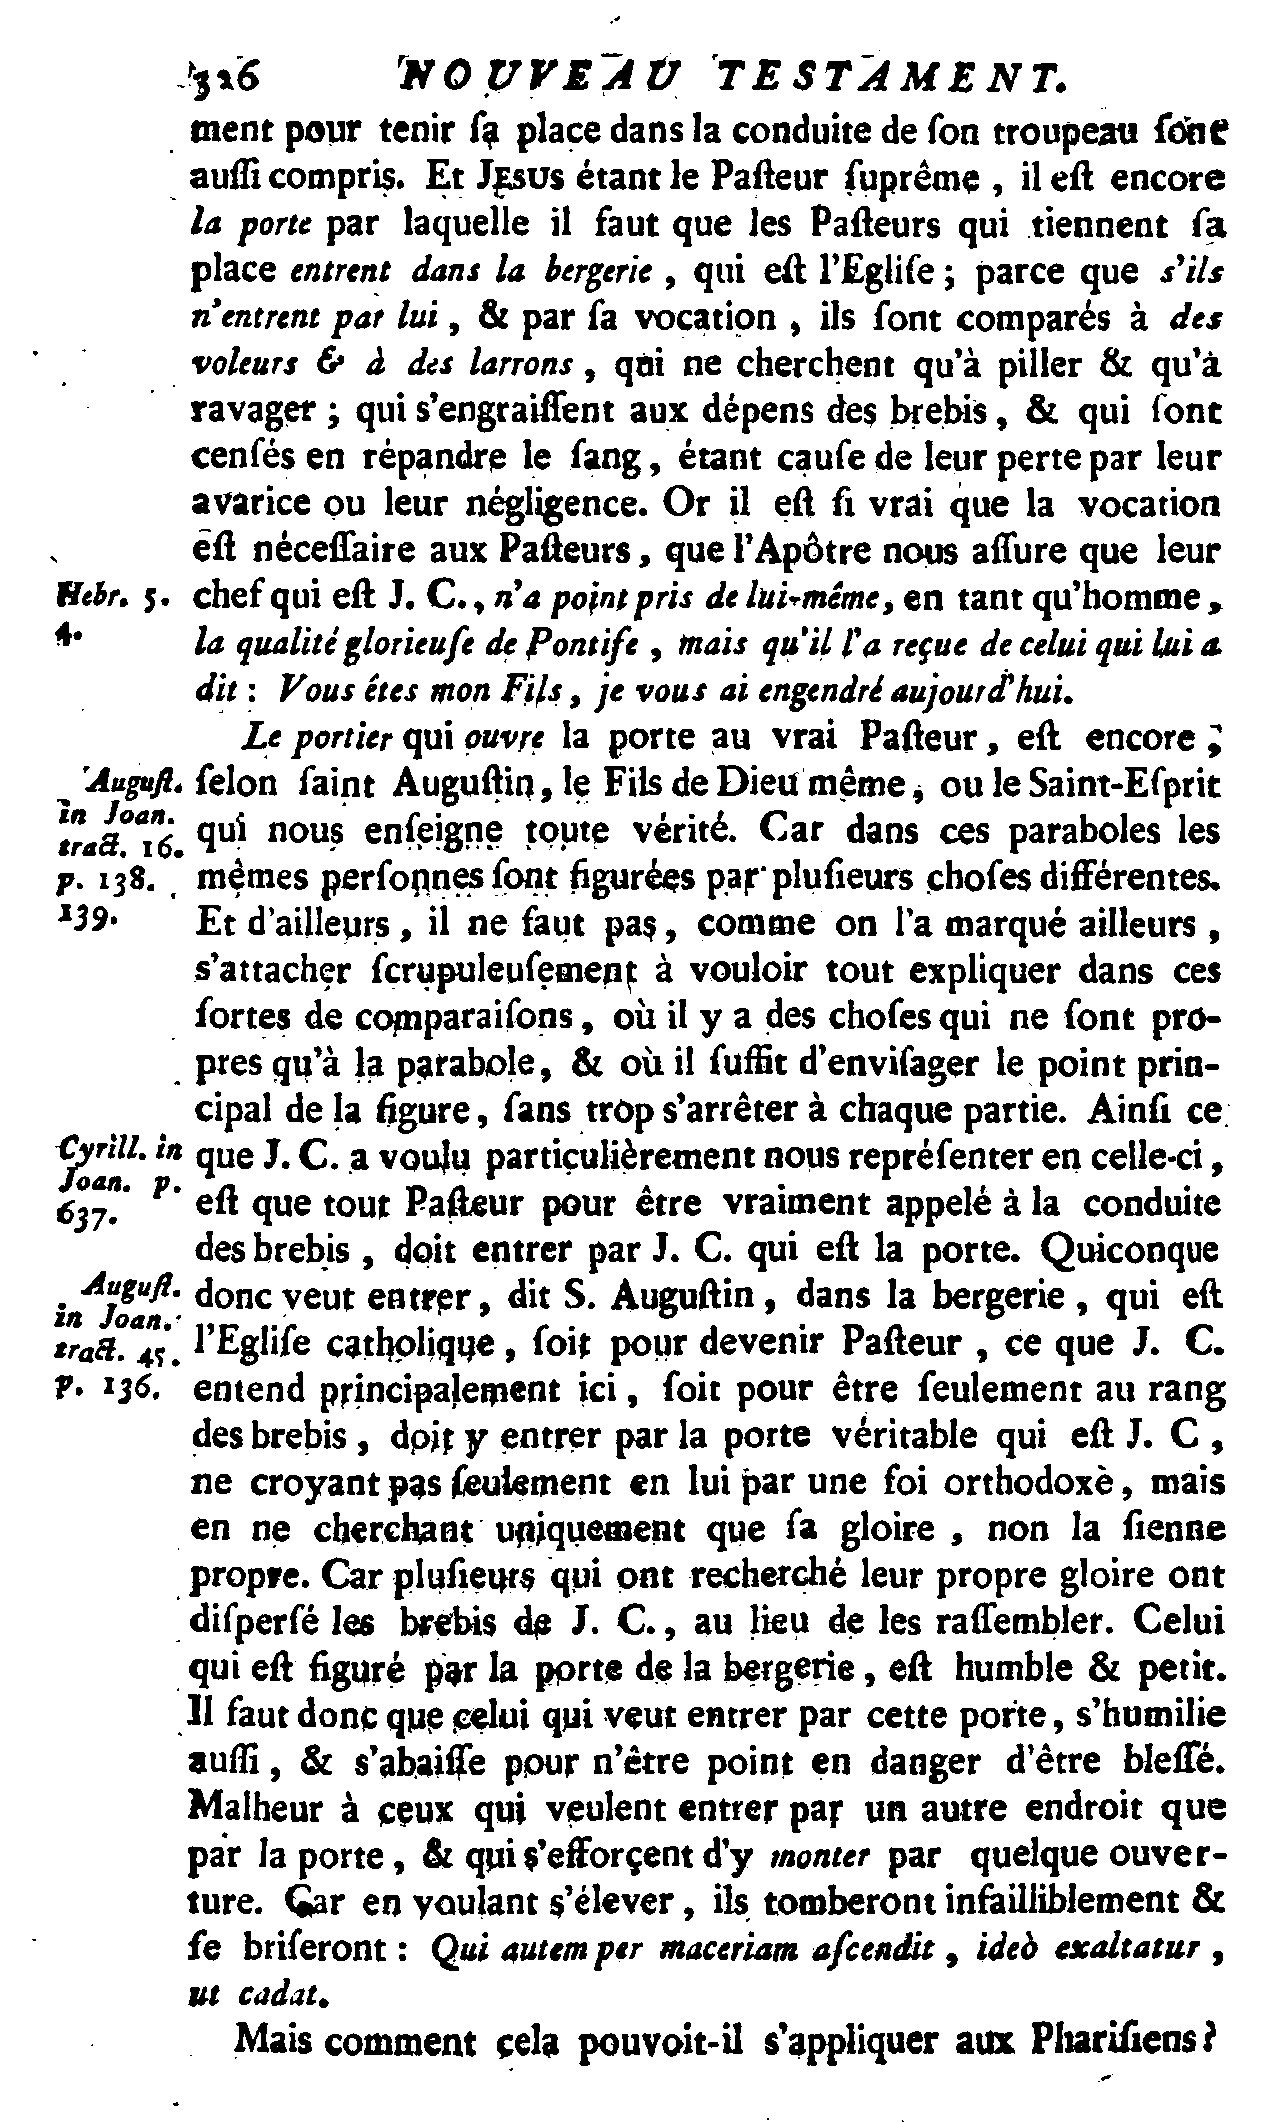 326 NOUVEAU TESTAMENT.
ment pour tenir ſa place dans la conduite de ſon troupeau ſont
auſſi compris. Et JESUS étant le Paſteur ſuprême, il eſt encore
la porte par laquelle il faut que les Paſteurs qui tiennent ſa
place entrent dans la bergerie, qui eſt l'Egliſe; parce que s'ils
n'entrent par lui, & par ſa vocation, ils ſont comparés à des
voleurs & à des larrons, qui ne cherchent qu'à piller & qu'à
ravager; qui s'engraiſſent aux dépens des brebis, & qui ſont
cenſés en répandre le ſang, étant cauſe de leur perte par leur
avarice ou leur négligence. Or il eſt ſi vrai que la vocation
eſt néceſſaire aux Paſteurs, que l'Apôtre nous aſſure que leur
Hebr. 5. chef qui eſt J. C., n'a point pris de lui-même, en tant qu'homme,
4. la qualité glorieuſe de Pontife, mais qu'il l'a reçue de celui qui lui a
dit : Vous êtes mon Fils, je vous ai engendré aujourd'hui.
Le portier qui ouvre la porte au vrai Paſteur, eſt encore,
Auguſt. ſelon ſaint Auguſtin, le Fils de Dieu même, ou le Saint-Eſprit
in Joan.
tract. 16. qui nous enſeigne toute vérité. Car dans ces paraboles les
p. 138. mêmes perſonnes ſont figurées par pluſieurs choſes différentes.
139. Et d'ailleurs, il ne faut pas, comme on l'a marqué ailleurs,
s'attacher ſcrupuleuſement à vouloir tout expliquer dans ces
ſortes de comparaiſons, où il y a des choſes qui ne ſont pro-
pres qu'à la parabole, & où il ſuffit d'enviſager le point prin-
cipal de la figure, ſans trop s'arrêter à chaque partie. Ainſi ce
Cyrill. in que J. C. a voulu particulièrement nous repréſenter en celle-ci,
Joan. p.
637. eſt que tout Paſteur pour être vraiment appelé à la conduite
des brebis, doit entrer par J. C. qui eſt la porte. Quiconque
Auguſt. donc veut entrer, dit S. Auguſtin, dans la bergerie, qui eſt
in Joan.
tract. 45. l'Egliſe catholique, ſoit pour devenir Paſteur, ce que J. C.
p. 136. entend principalement ici, ſoit pour être ſeulement au rang
des brebis, doit y entrer par la porte véritable qui eſt J. C,
ne croyant pas ſeulement en lui par une foi orthodoxè, mais
en ne cherchant uniquement que ſa gloire, non la ſienne
propre. Car pluſieurs qui ont recherché leur propre gloire ont
diſperſé les brebis de J. C., au lieu de les raſſembler. Celui
qui eſt figuré par la porte de la bergerie, eſt humble & petit.
Il faut donc que celui qui veut entrer par cette porte, s'humilie
auſſi, & s'abaiſſe pour n'être point en danger d'être bleſſé.
Malheur à ceux qui veulent entrer par un autre endroit que
par la porte, & qui s'efforçent d'y monter par quelque ouver-
ture. Car en voulant s'élever, ils tomberont infailliblement &
ſe briſeront : Qui autem per maceriam aſcendit, ideò exaltatur,
ut cadat.
Mais comment cela pouvoit-il s'appliquer aux Phariſiens?